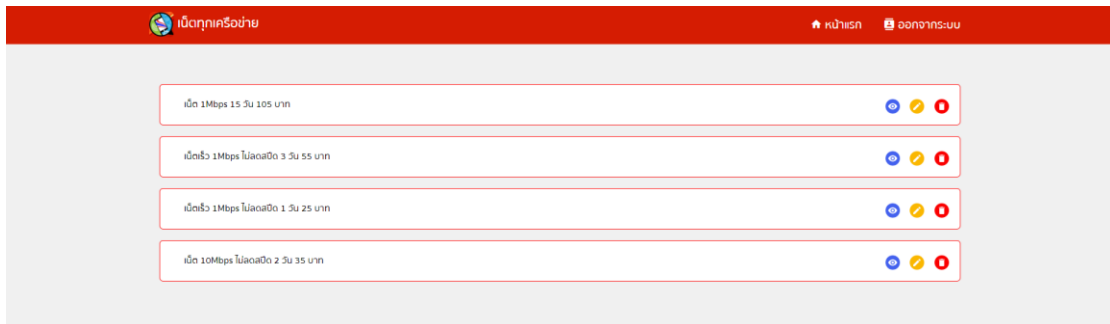 เน็ตทุกเครือข่าย
หน้าแรก
ออกจากระบบ
เน็ต 1Mbps 15 วัน 105 บาท
เน็ตเร็ว 1Mbps ไม่ลดสปีด 3 วัน 55 บาท
เน็ตเร็ว 1Mbps ไม่ลดสปีด 1 วัน 25 บาท
เน็ต 10Mbps ไม่ลดสปีด 2 วัน 35 บาท